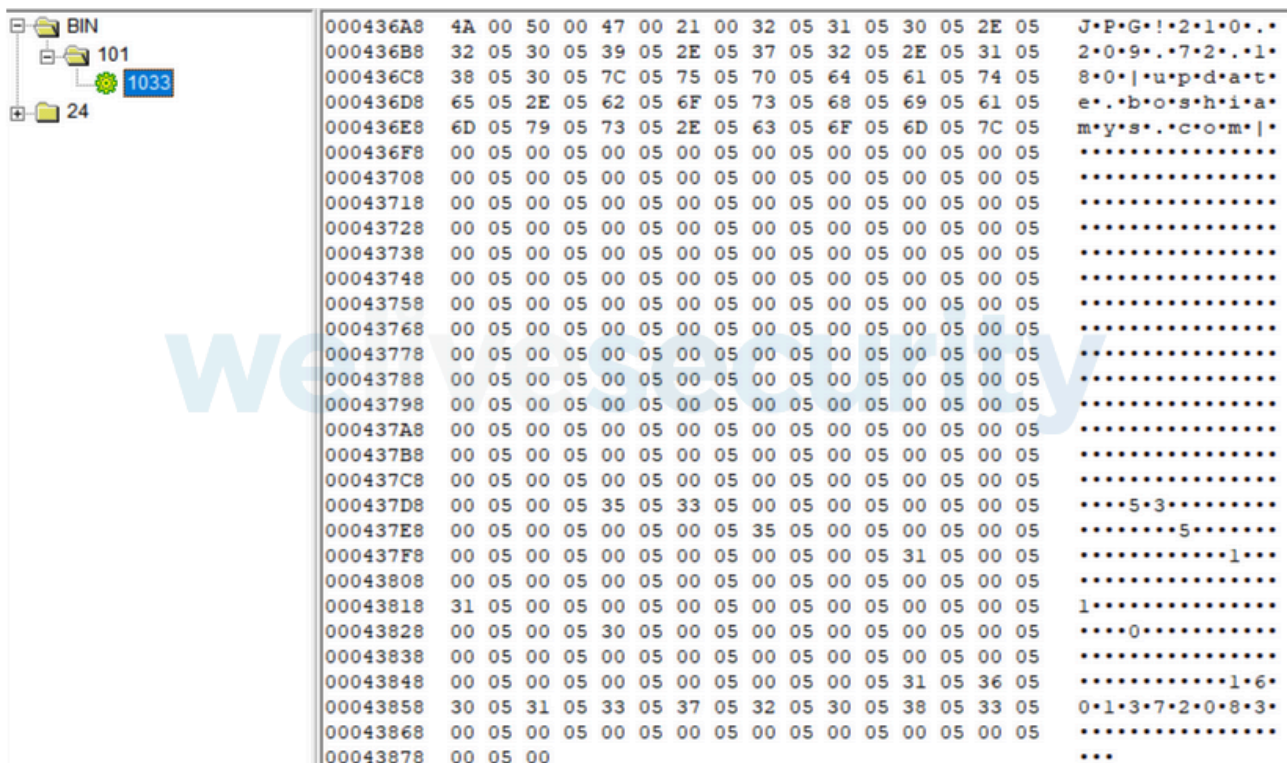 BIN
101
1033
24
000436A8 4A 00 50 00 47 00 21 00 32 05 31 05 30 05 2E 05 J•P•G•!•2•1•0•.•
000436B8 32 05 30 05 39 05 2E 05 37 05 32 05 2E 05 31 05 2•0•9•.•7•2•.•1•
000436C8 38 05 30 05 7C 05 75 05 70 05 64 05 61 05 74 05 8•0•|•u•p•d•a•t•
000436D8 65 05 2E 05 62 05 6F 05 73 05 68 05 69 05 61 05 e•.•b•o•s•h•i•a•
000436E8 6D 05 79 05 73 05 2E 05 63 05 6F 05 6D 05 7C 05 m•y•s•.•c•o•m•|•
000436F8 00 05 00 05 00 05 00 05 00 05 00 05 00 05 00 05 ••••••••••••••••
00043708 00 05 00 05 00 05 00 05 00 05 00 05 00 05 00 05 ••••••••••••••••
00043718 00 05 00 05 00 05 00 05 00 05 00 05 00 05 00 05 ••••••••••••••••
00043728 00 05 00 05 00 05 00 05 00 05 00 05 00 05 00 05 ••••••••••••••••
00043738 00 05 00 05 00 05 00 05 00 05 00 05 00 05 00 05 ••••••••••••••••
00043748 00 05 00 05 00 05 00 05 00 05 00 05 00 05 00 05 ••••••••••••••••
00043758 00 05 00 05 00 05 00 05 00 05 00 05 00 05 00 05 ••••••••••••••••
00043768 00 05 00 05 00 05 00 05 00 05 00 05 00 05 00 05 ••••••••••••••••
00043778 00 05 00 05 00 05 00 05 00 05 00 05 00 05 00 05 ••••••••••••••••
00043788 00 05 00 05 00 05 00 05 00 05 00 05 00 05 00 05 ••••••••••••••••
00043798 00 05 00 05 00 05 00 05 00 05 00 05 00 05 00 05 ••••••••••••••••
000437A8 00 05 00 05 00 05 00 05 00 05 00 05 00 05 00 05 ••••••••••••••••
000437B8 00 05 00 05 00 05 00 05 00 05 00 05 00 05 00 05 ••••••••••••••••
000437C8 00 05 00 05 00 05 00 05 00 05 00 05 00 05 00 05 ••••••••••••••••
000437D8 00 05 00 05 35 05 33 05 00 05 00 05 00 05 00 05 ••••5•3•••••••••
000437E8 00 05 00 05 00 05 00 05 35 05 00 05 00 05 00 05 ••••••••5•••••••
000437F8 00 05 00 05 00 05 00 05 00 05 00 05 31 05 00 05 ••••••••••••1•••
00043808 00 05 00 05 00 05 00 05 00 05 00 05 00 05 00 05 ••••••••••••••••
00043818 31 05 00 05 00 05 00 05 00 05 00 05 00 05 00 05 1•••••••••••••••
00043828 00 05 00 05 30 05 00 05 00 05 00 05 00 05 00 05 ••••0•••••••••••
00043838 00 05 00 05 00 05 00 05 00 05 00 05 00 05 00 05 ••••••••••••••••
00043848 00 05 00 05 00 05 00 05 00 05 00 05 31 05 36 05 ••••••••••••1•6•
00043858 30 05 31 05 33 05 37 05 32 05 30 05 38 05 33 05 0•1•3•7•2•0•8•3•
00043868 00 05 00 05 00 05 00 05 00 05 00 05 00 05 00 05 ••••••••••••••••
00043878 00 05 00 •••
welivesecurity